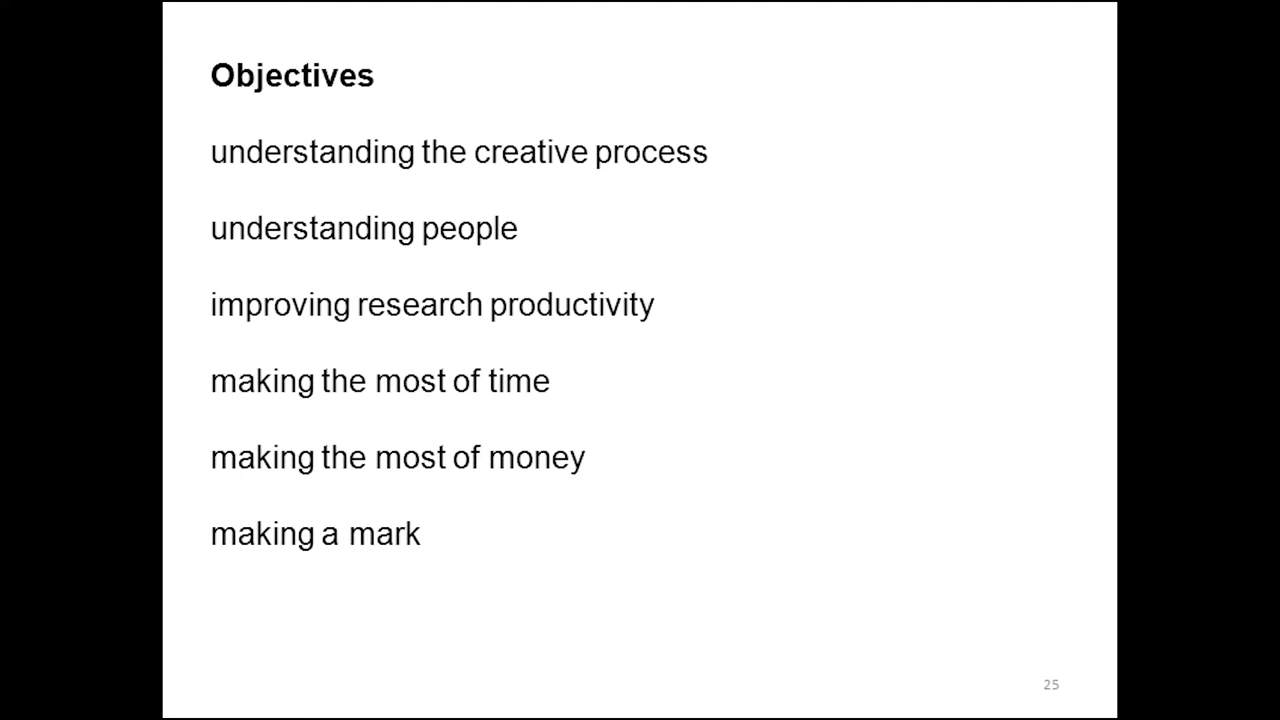 Objectives
understanding the creative process
understanding people
improving research productivity
making the most of time
making the most of money
making a mark
25